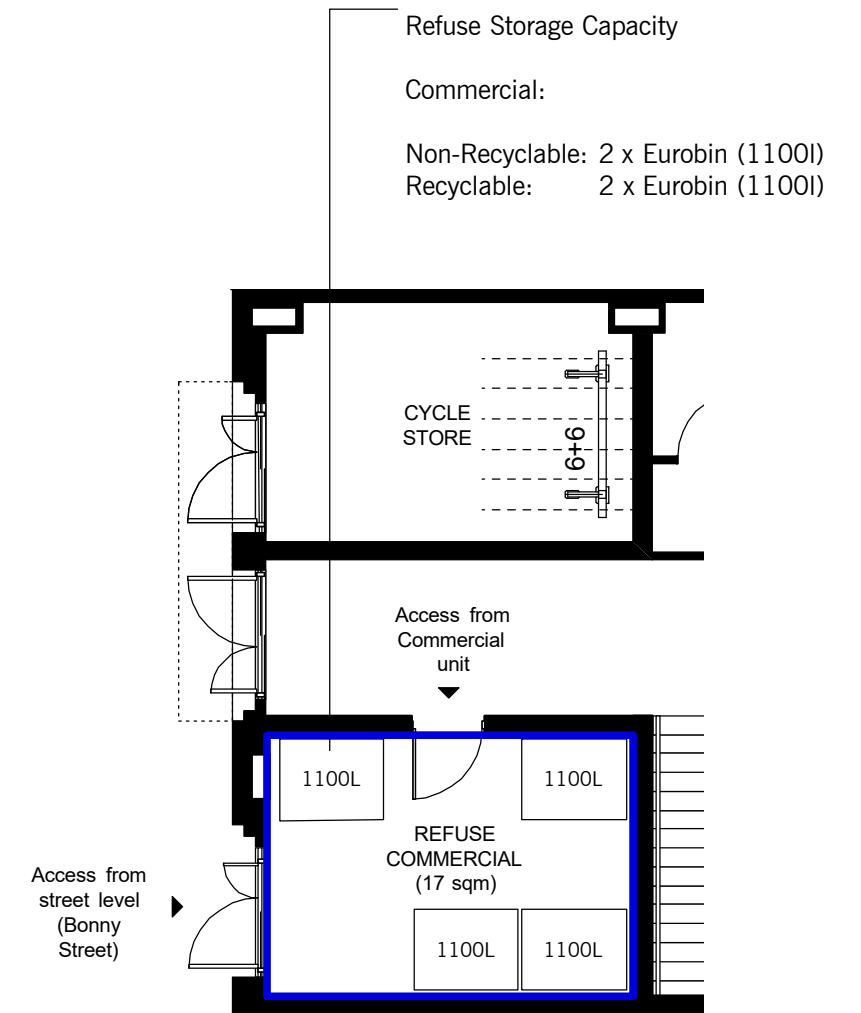 Refuse Storage Capacity
Commercial:
Non-Recyclable: 2 x Eurobin (1100l)
Recyclable: 2 x Eurobin (1100l)
CYCLE
STORE
6+6
Access from
Commercial
unit
1100L
1100L
REFUSE
COMMERCIAL
(17 sqm)
Access from
street level
(Bonny
Street)
1100L
1100L